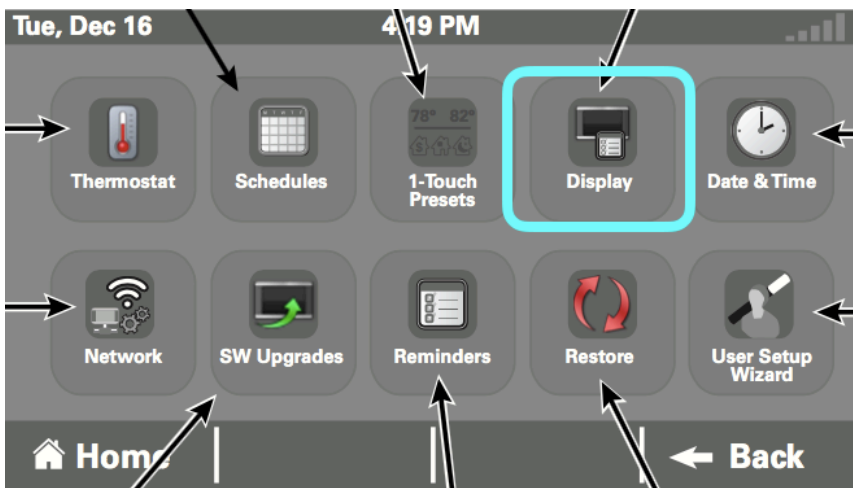 Tue, Dec 16 4:19 PM
78° 82°
Thermostat Schedules 1-Touch Presets Display Date & Time
Network SW Upgrades Reminders Restore User Setup Wizard
Home Back